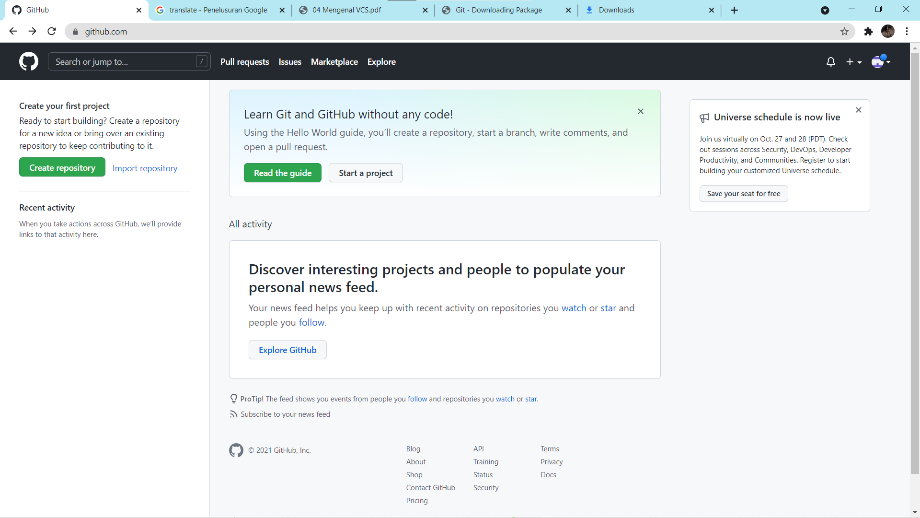 GitHub
translate - Penelusuran Google
04 Mengenal VCS.pdf
Git - Downloading Package
Downloads
github.com
Search or jump to...
/
Pull requests
Issues
Marketplace
Explore
Create your first project
Ready to start building? Create a repository
for a new idea or bring over an existing
repository to keep contributing to it.
Create repository
Import repository
Recent activity
When you take actions across GitHub, we'll provide
links to that activity here.
Learn Git and GitHub without any code!
Using the Hello World guide, you'll create a repository, start a branch, write comments, and
open a pull request.
Read the guide
Start a project
All activity
Discover interesting projects and people to populate your
personal news feed.
Your news feed helps you keep up with recent activity on repositories you watch or star and
people you follow.
Explore GitHub
ProTip! The feed shows you events from people you follow and repositories you watch or star.
Subscribe to your news feed
© 2021 GitHub, Inc.
Blog
About
Shop
Contact GitHub
Pricing
API
Training
Status
Security
Terms
Privacy
Docs
Universe schedule is now live
Join us virtually on Oct. 27 and 28 (PDT). Check
out sessions across Security, DevOps, Developer
Productivity, and Communities. Register to start
building your customized Universe schedule.
Save your seat for free